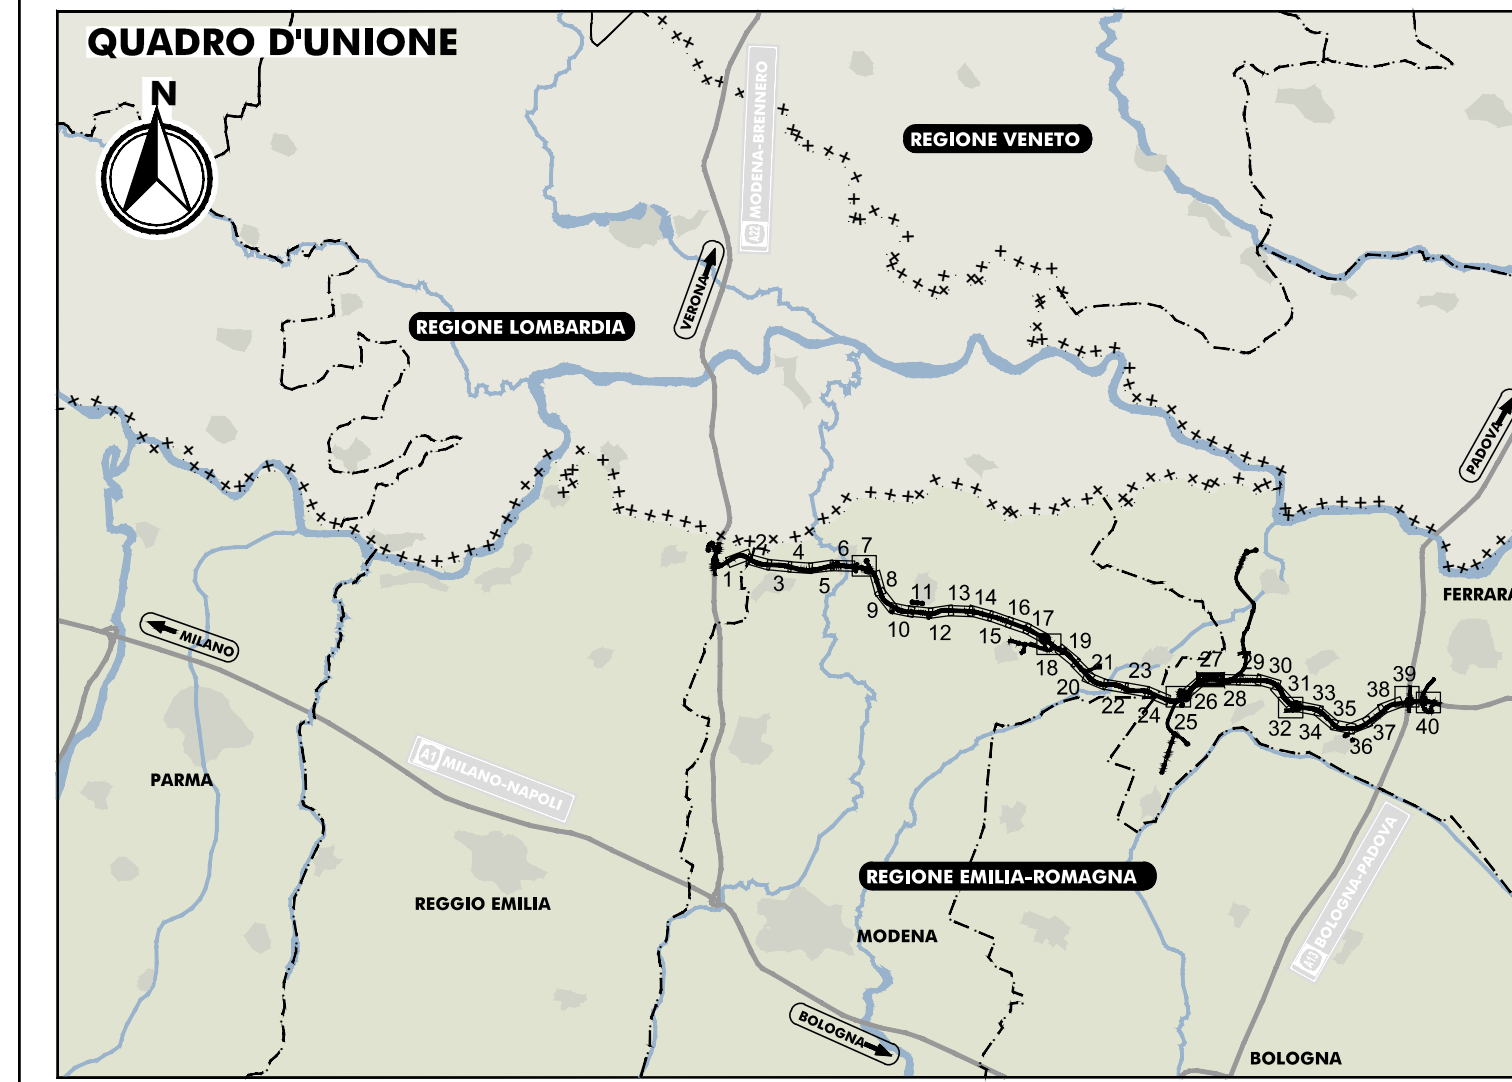 QUADRO D'UNIONE
N
A22 MODENA-BRENNERO
REGIONE VENETO
VERONA
REGIONE LOMBARDIA
PADOVA
FERRARA
MILANO
A1 MILANO-NAPOLI
PARMA
REGGIO EMILIA
REGIONE EMILIA-ROMAGNA
MODENA
A13 BOLOGNA-PADOVA
BOLOGNA
BOLOGNA
1
2
3
4
5
6
7
8
9
10
11
12
13
14
15
16
17
18
19
20
21
22
23
24
25
26
27
28
29
30
31
32
33
34
35
36
37
38
39
40